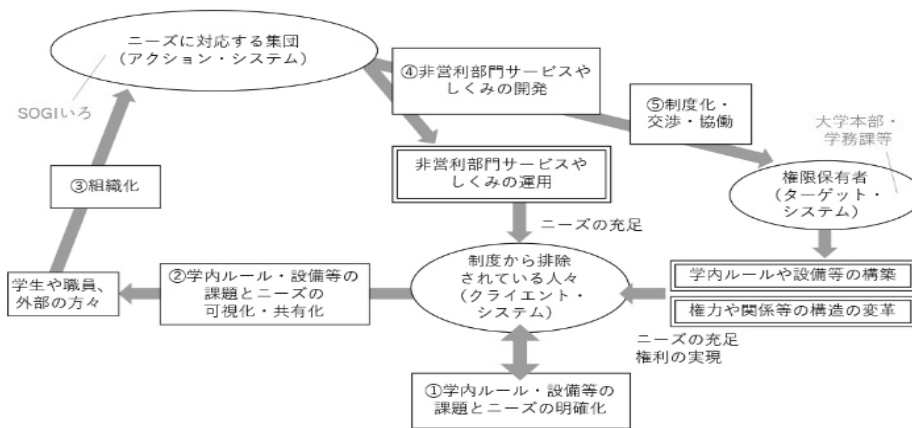 ニーズに対応する集団
(アクション・システム)
SOGIいろ
④非営利部門サービスや
しくみの開発
⑤制度化・
交渉・協働
大学本部・
学務課等
③組織化
非営利部門サービスや
しくみの運用
権限保有者
(ターゲット・
システム)
ニーズの充足
学生や職員、
外部の方々
②学内ルール・設備等の
課題とニーズの
可視化・共有化
制度から排除
されている人々
(クライエント・
システム)
学内ルールや設備等の構築
権力や関係等の構造の変革
ニーズの充足
権利の実現
①学内ルール・設備等の
課題とニーズの明確化